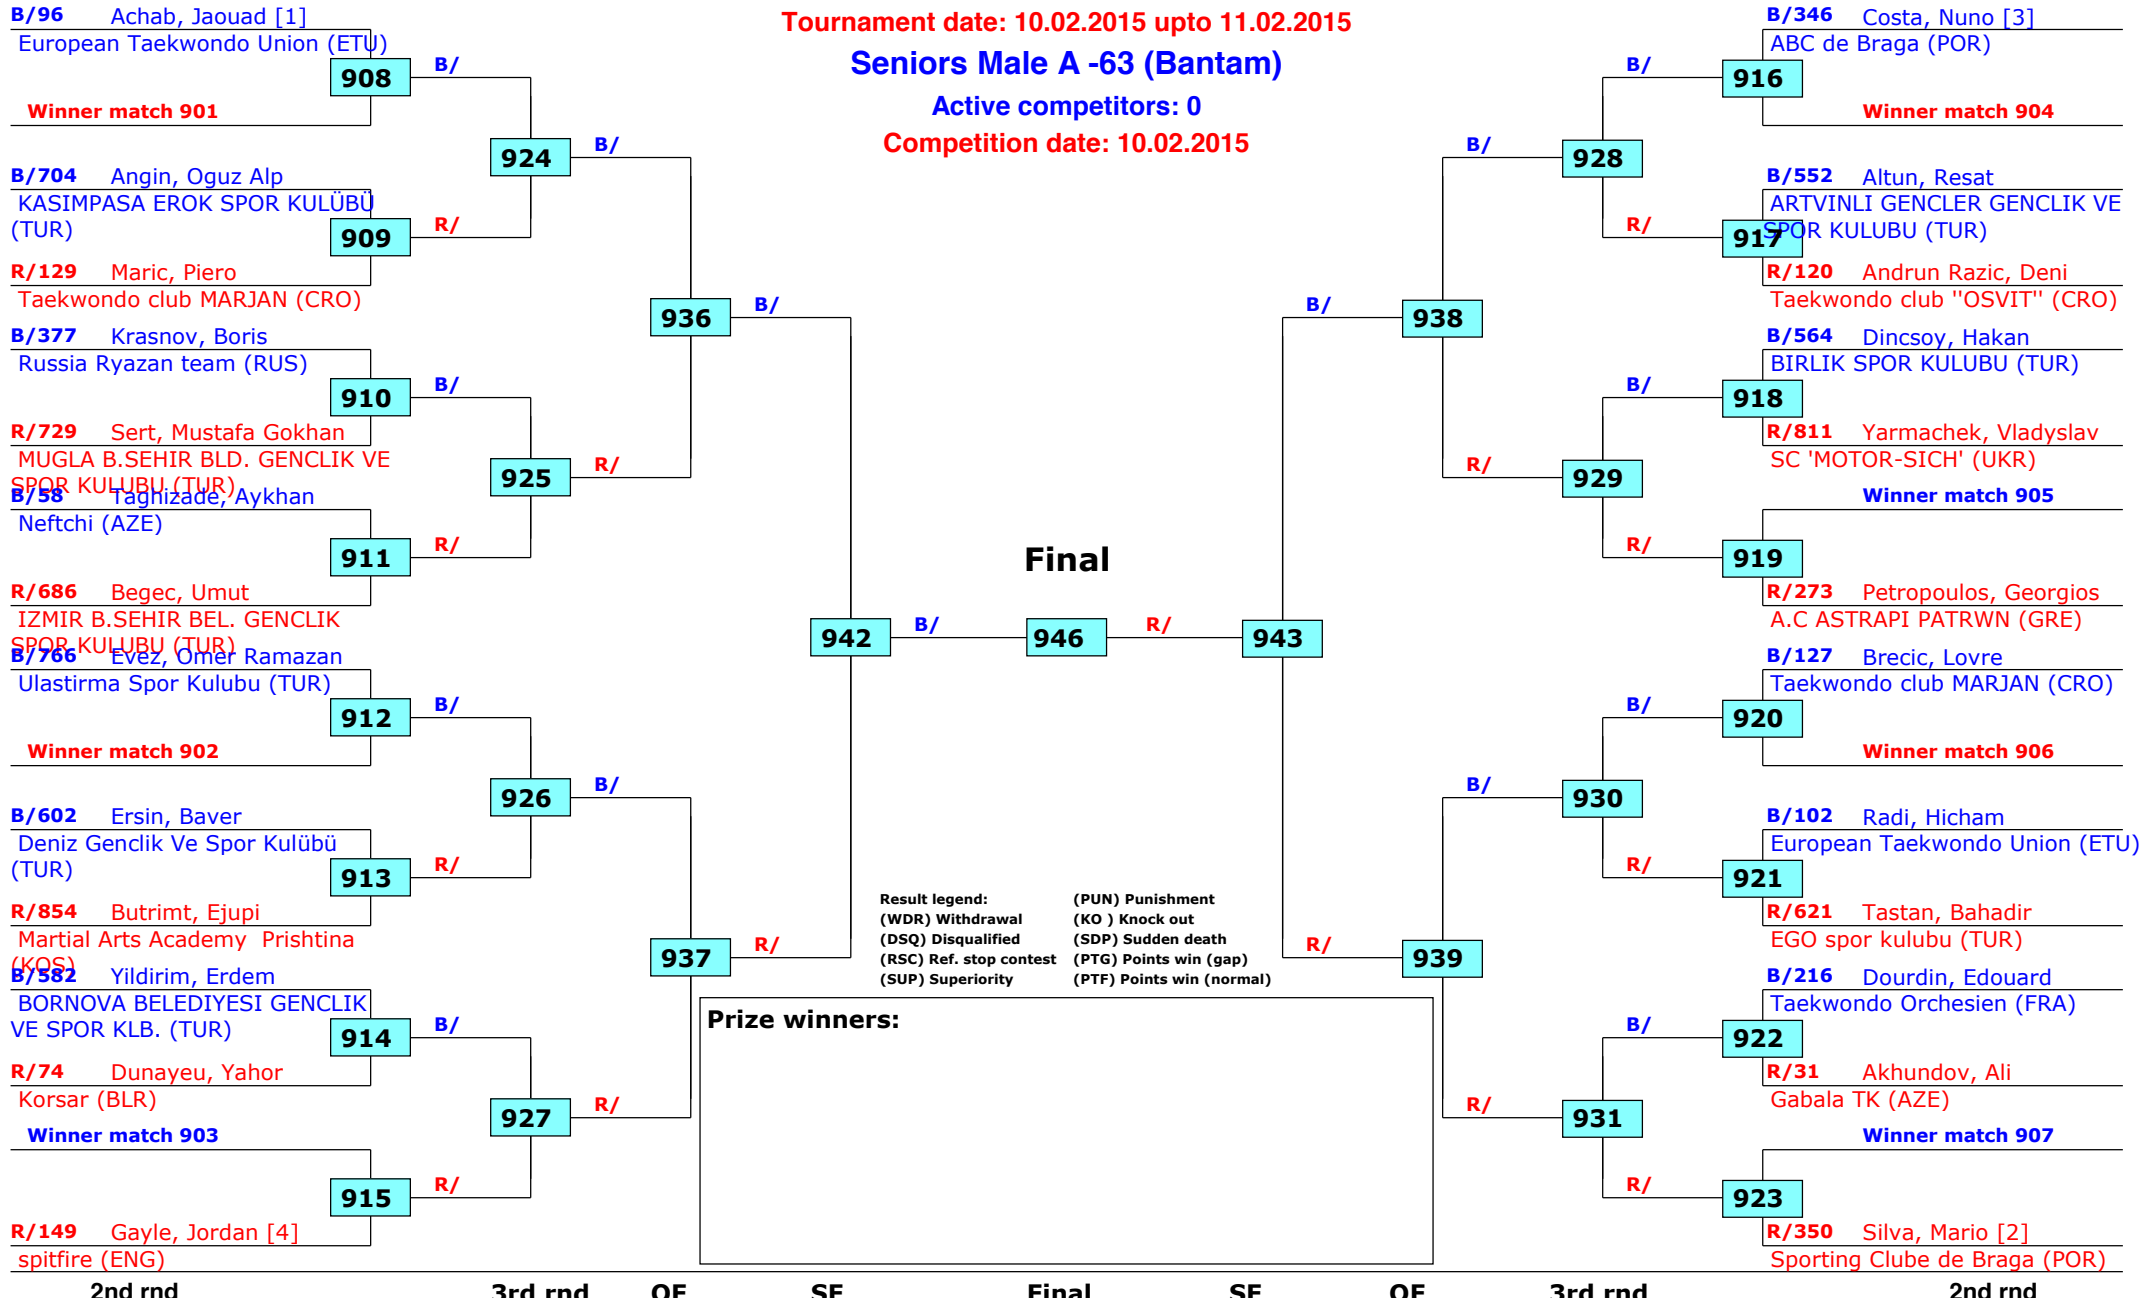 Tournament date: 10.02.2015 upto 11.02.2015
Seniors Male A -63 (Bantam)
Active competitors: 0
Competition date: 10.02.2015
B/96 Achab, Jaouad [1]
European Taekwondo Union (ETU)
908
B/
Winner match 901
924
B/
B/704 Angin, Oguz Alp
KASIMPASA EROK SPOR KULÜBÜ
(TUR)
909
R/
R/129 Maric, Piero
Taekwondo club MARJAN (CRO)
936
B/
B/377 Krasnov, Boris
Russia Ryazan team (RUS)
910
B/
R/729 Sert, Mustafa Gokhan
MUGLA B.SEHIR BLD. GENCLIK VE
SPOR KULUBU (TUR)
925
R/
B/58 Taghizade, Aykhan
Neftchi (AZE)
911
R/
R/686 Begec, Umut
IZMIR B.SEHIR BEL. GENCLIK
SPOR KULUBU (TUR)
942
B/
B/766 Evez, Omer Ramazan
Ulastirma Spor Kulubu (TUR)
912
B/
Winner match 902
926
B/
B/602 Ersin, Baver
Deniz Genclik Ve Spor Kulübü
(TUR)
913
R/
R/854 Butrimt, Ejupi
Martial Arts Academy  Prishtina
(KOS)
937
R/
B/582 Yildirim, Erdem
BORNOVA BELEDIYESI GENCLIK
VE SPOR KLB. (TUR)
914
B/
R/74 Dunayeu, Yahor
Korsar (BLR)
927
R/
Winner match 903
915
R/
R/149 Gayle, Jordan [4]
spitfire (ENG)
Final
946
R/
943
Result legend: (PUN) Punishment
(WDR) Withdrawal (KO ) Knock out
(DSQ) Disqualified (SDP) Sudden death
(RSC) Ref. stop contest (PTG) Points win (gap)
(SUP) Superiority (PTF) Points win (normal)
Prize winners:
B/346 Costa, Nuno [3]
ABC de Braga (POR)
B/
916
Winner match 904
B/
928
B/552 Altun, Resat
ARTVINLI GENCLER GENCLIK VE
SPOR KULUBU (TUR)
R/
917
R/120 Andrun Razic, Deni
Taekwondo club "OSVIT" (CRO)
B/
938
B/564 Dincsoy, Hakan
BIRLIK SPOR KULUBU (TUR)
B/
918
R/811 Yarmachek, Vladyslav
SC 'MOTOR-SICH' (UKR)
R/
929
Winner match 905
R/
919
R/273 Petropoulos, Georgios
A.C ASTRAPI PATRWN (GRE)
B/127 Brecic, Lovre
Taekwondo club MARJAN (CRO)
B/
920
Winner match 906
B/
930
B/102 Radi, Hicham
European Taekwondo Union (ETU)
R/
921
R/621 Tastan, Bahadir
EGO spor kulubu (TUR)
R/
939
B/216 Dourdin, Edouard
Taekwondo Orchesien (FRA)
B/
922
R/31 Akhundov, Ali
Gabala TK (AZE)
R/
931
Winner match 907
R/
923
R/350 Silva, Mario [2]
Sporting Clube de Braga (POR)
2nd rnd 3rd rnd QF SF Final SF QF 3rd rnd 2nd rnd